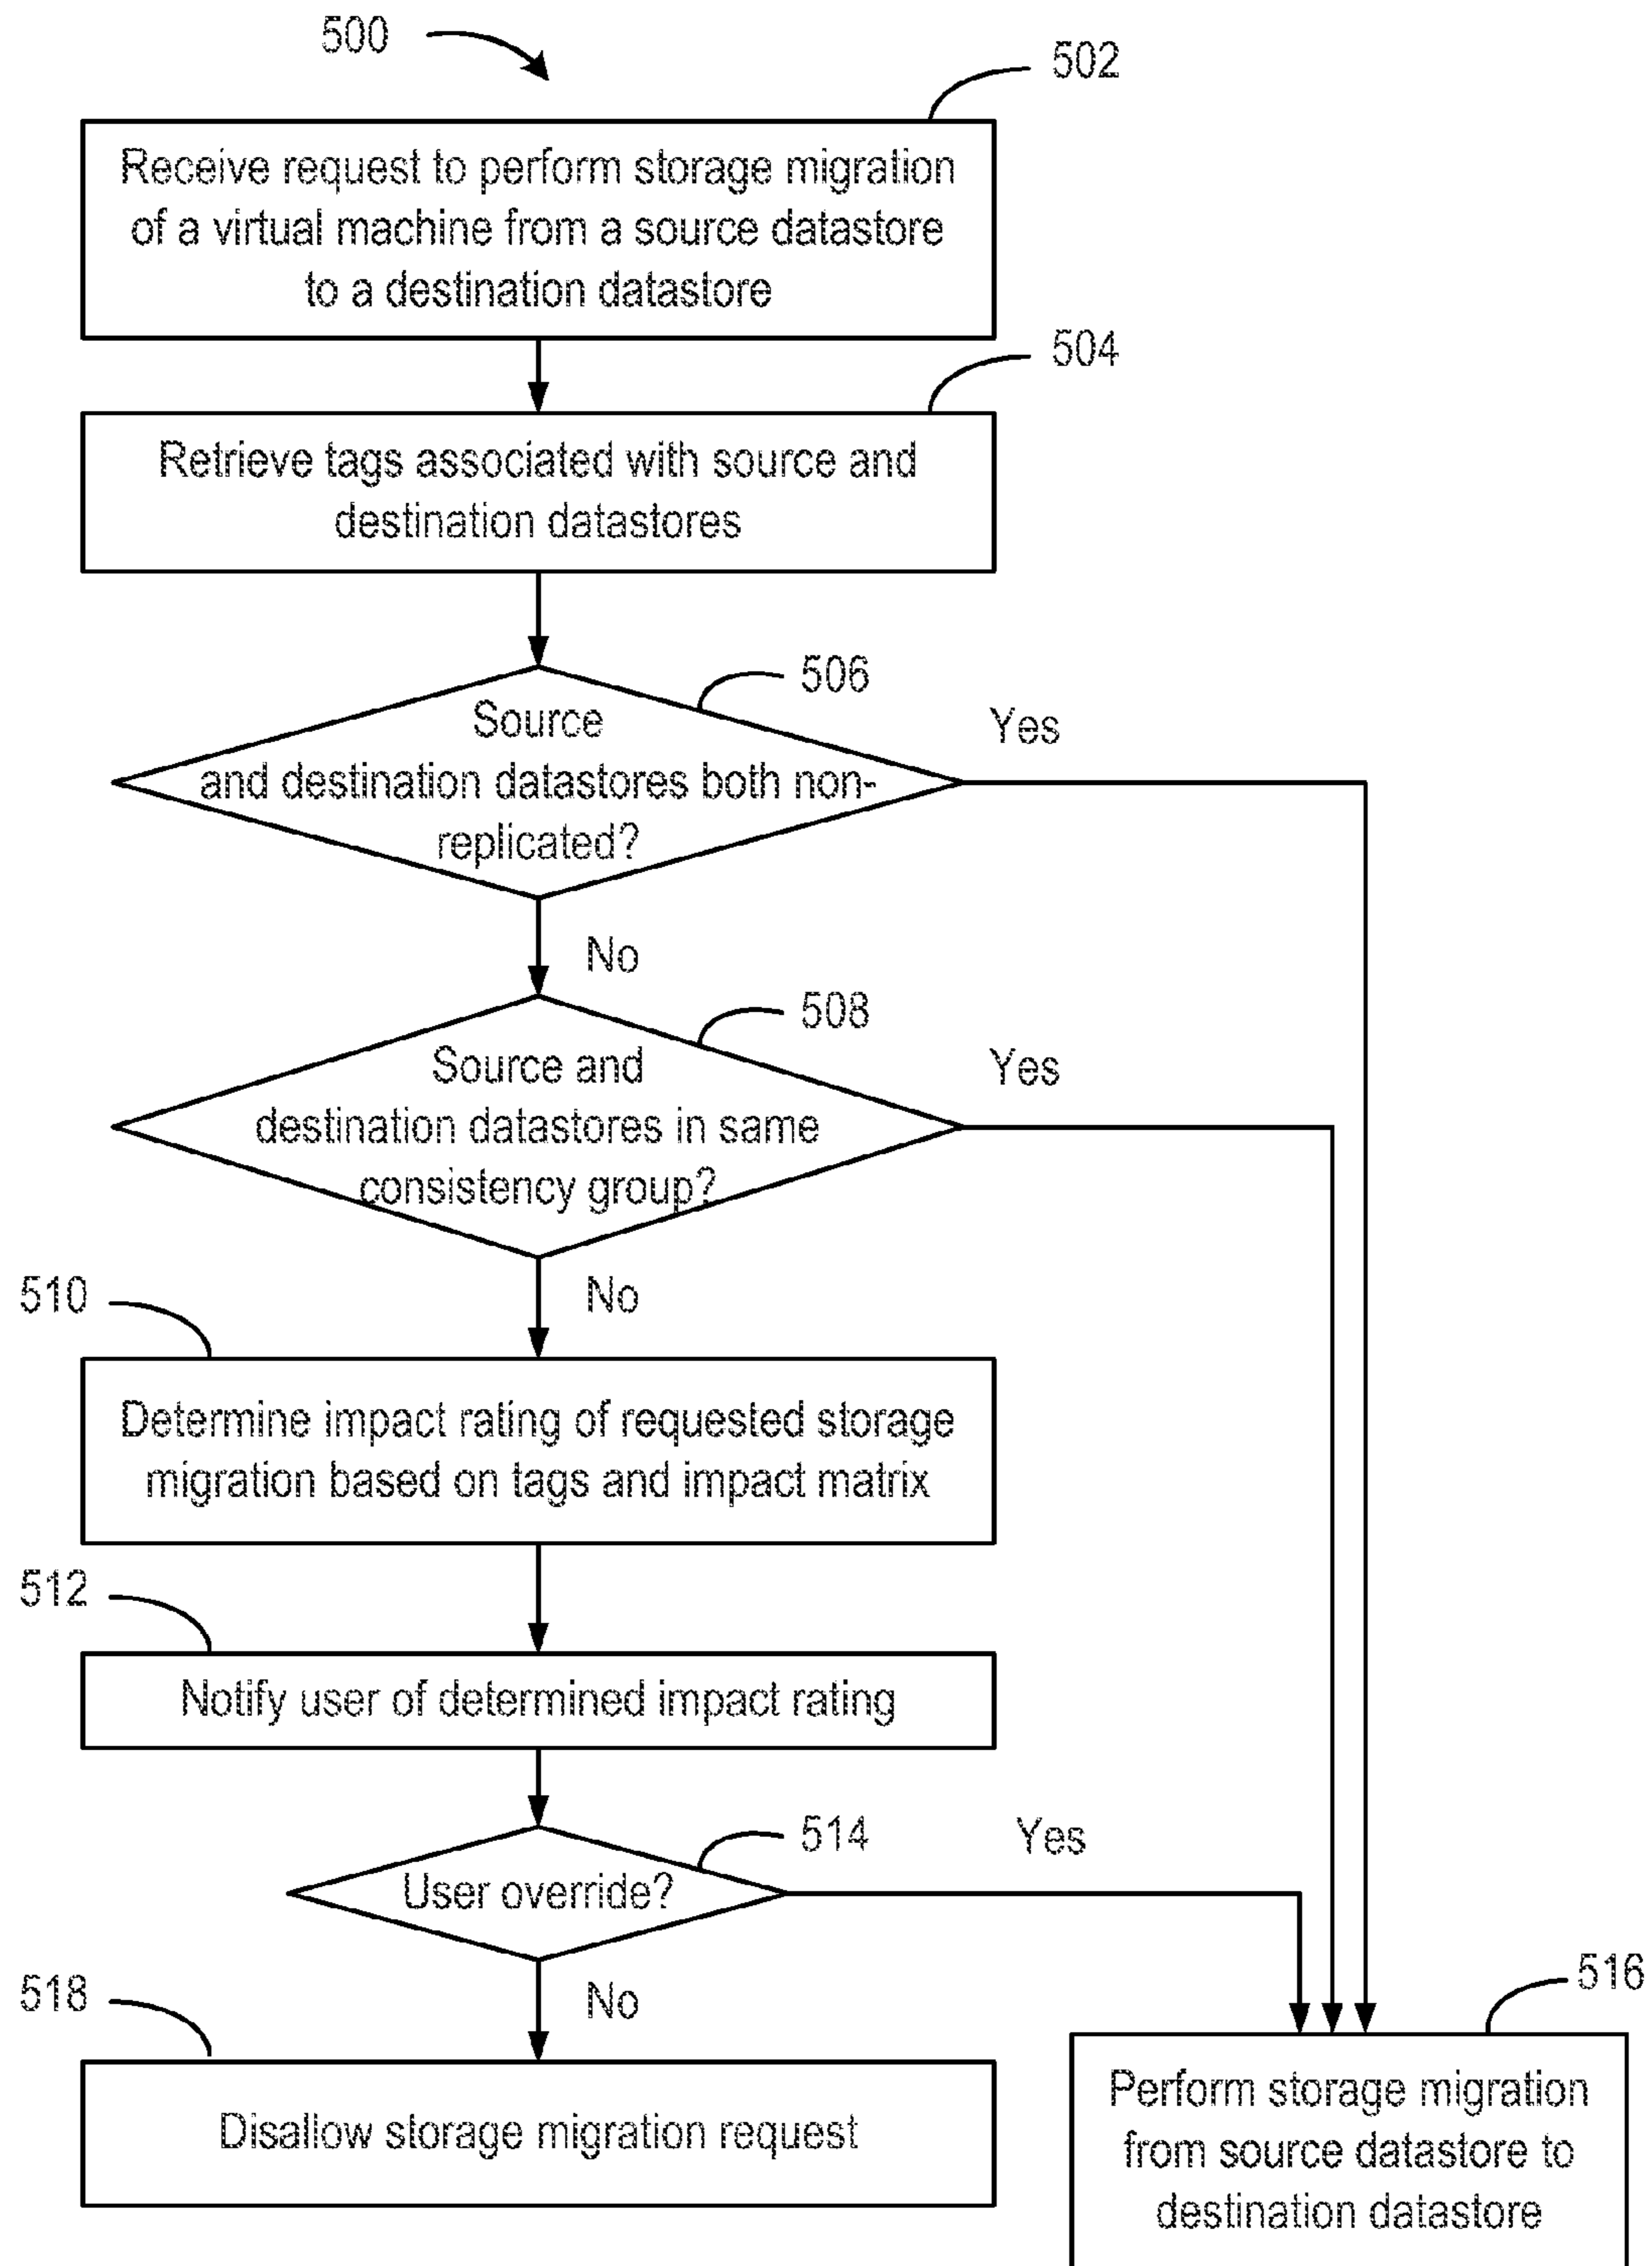 500
502
Receive request to perform storage migration
of a virtual machine from a source datastore
to a destination datastore
504
Retrieve tags associated with source and
destination datastores
506
Source
and destination datastores both non-
replicated?
Yes
No
508
Source and
destination datastores in same
consistency group?
Yes
No
510
Determine impact rating of requested storage
migration based on tags and impact matrix
512
Notify user of determined impact rating
514
User override?
Yes
No
518
Disallow storage migration request
516
Perform storage migration
from source datastore to
destination datastore